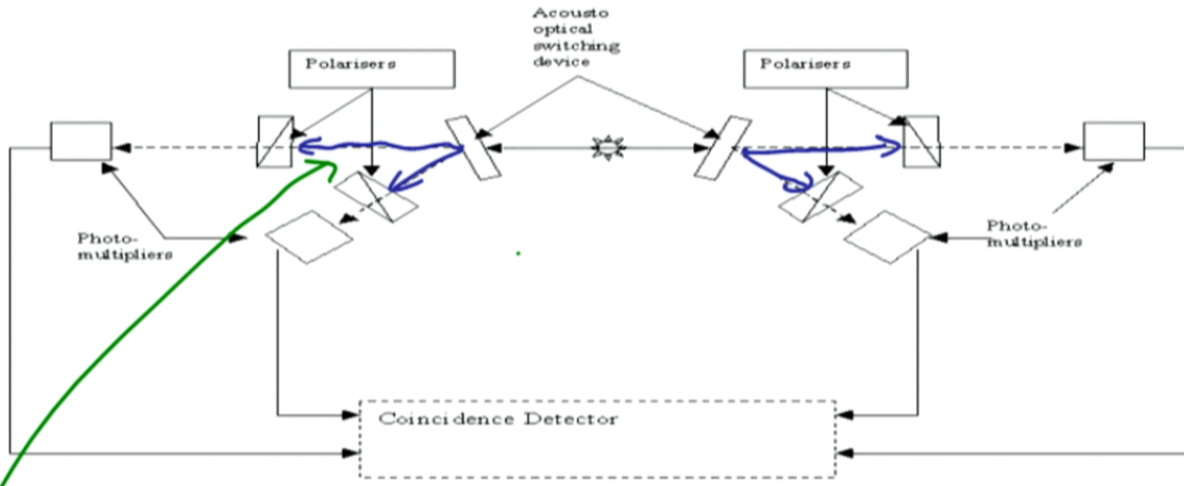 Acousto
optical
switching
device
Polarisers
Polarisers
Photo-
multipliers
Photo-
multipliers
Coincidence Detector